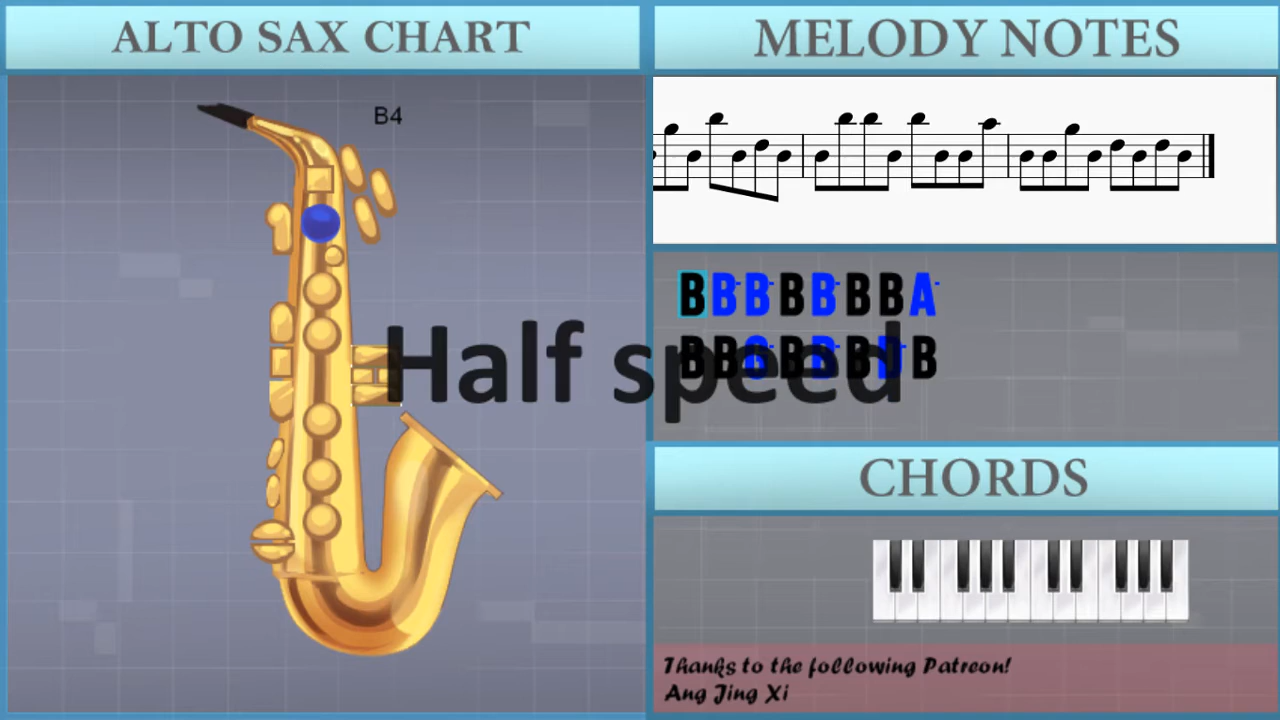 ALTO SAX CHART
MELODY NOTES
B4
B B- B- B B- B B A-
Half speed
B B B B B
CHORDS
Thanks to the following Patreon!
Ang Jing Xi